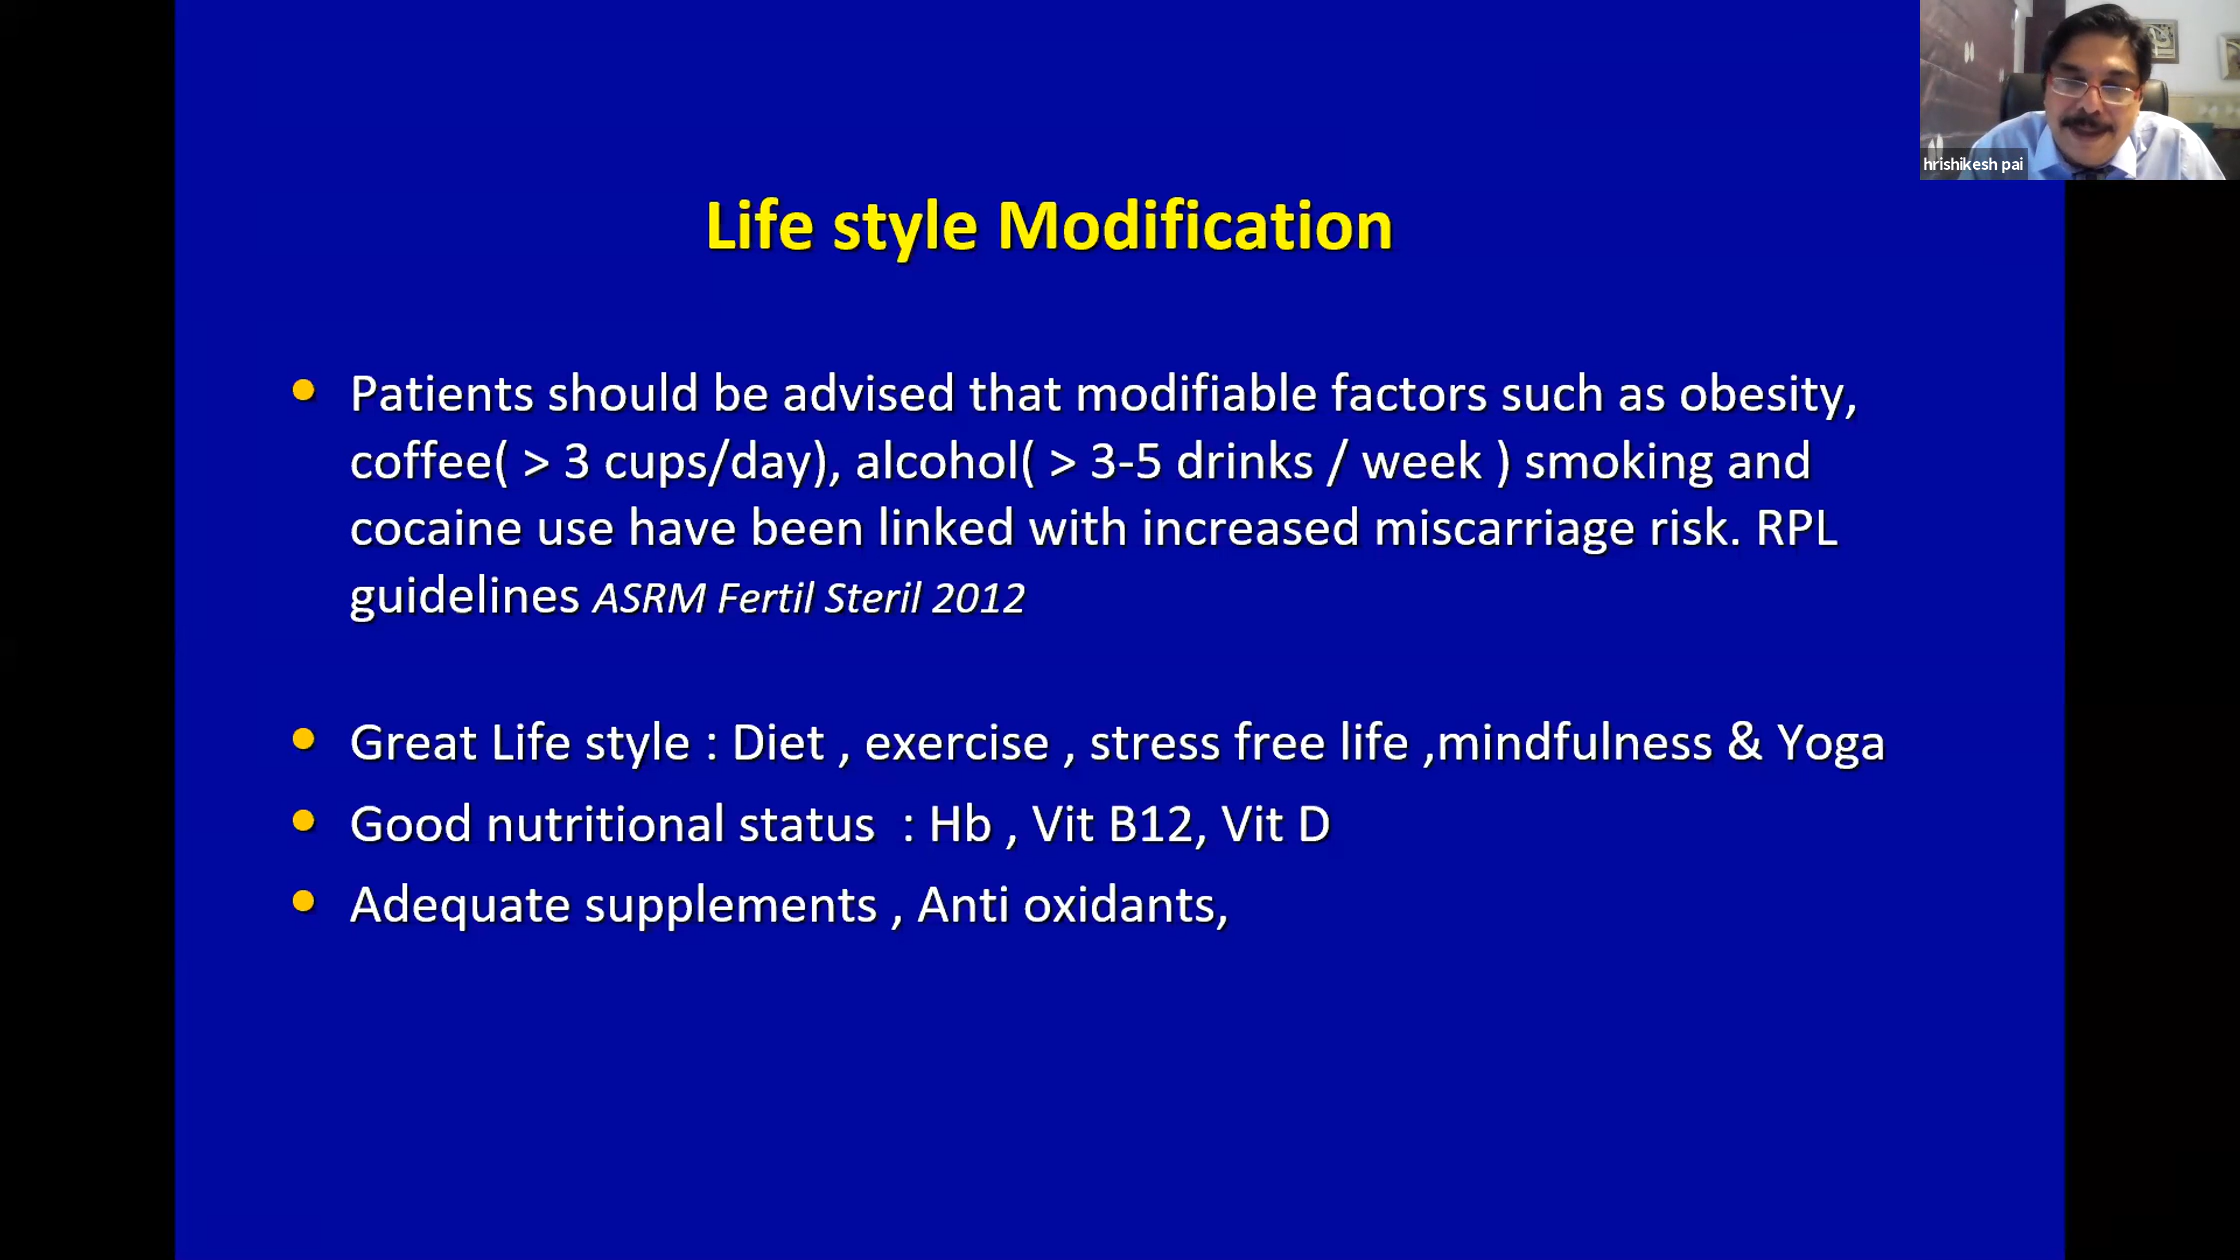 hrishikesh pai
Life style Modification
• Patients should be advised that modifiable factors such as obesity,
coffee( > 3 cups/day), alcohol( > 3-5 drinks / week ) smoking and
cocaine use have been linked with increased miscarriage risk. RPL
guidelines ASRM Fertil Steril 2012
• Great Life style : Diet , exercise , stress free life ,mindfulness & Yoga
• Good nutritional status  : Hb , Vit B12, Vit D
• Adequate supplements , Anti oxidants,